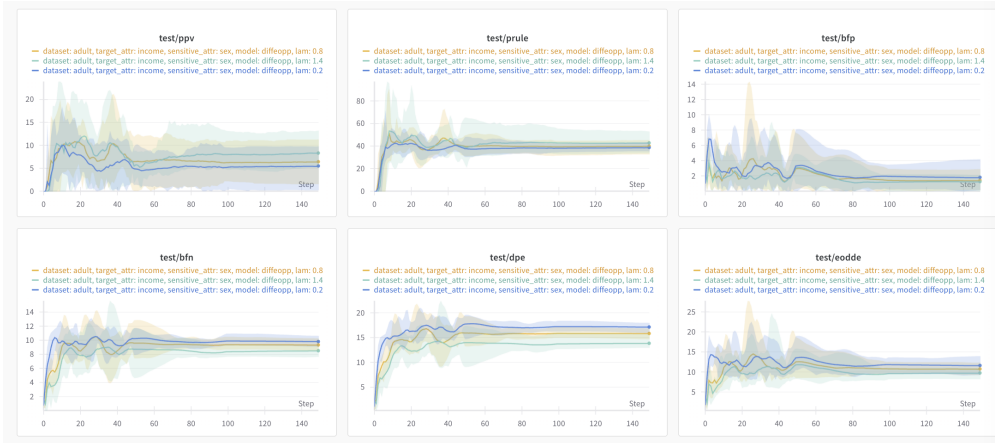 test/ppv
dataset: adult, target_attr: income, sensitive_attr: sex, model: diffeopp, lam: 0.8
dataset: adult, target_attr: income, sensitive_attr: sex, model: diffeopp, lam: 1.4
dataset: adult, target_attr: income, sensitive_attr: sex, model: diffeopp, lam: 0.2
20
15
10
5
0
Step
0 20 40 60 80 100 120 140
test/prule
dataset: adult, target_attr: income, sensitive_attr: sex, model: diffeopp, lam: 0.8
dataset: adult, target_attr: income, sensitive_attr: sex, model: diffeopp, lam: 1.4
dataset: adult, target_attr: income, sensitive_attr: sex, model: diffeopp, lam: 0.2
80
60
40
20
0
Step
0 20 40 60 80 100 120 140
test/bfp
dataset: adult, target_attr: income, sensitive_attr: sex, model: diffeopp, lam: 0.8
dataset: adult, target_attr: income, sensitive_attr: sex, model: diffeopp, lam: 1.4
dataset: adult, target_attr: income, sensitive_attr: sex, model: diffeopp, lam: 0.2
14
12
10
8
6
4
2
Step
0 20 40 60 80 100 120 140
test/bfn
dataset: adult, target_attr: income, sensitive_attr: sex, model: diffeopp, lam: 0.8
dataset: adult, target_attr: income, sensitive_attr: sex, model: diffeopp, lam: 1.4
dataset: adult, target_attr: income, sensitive_attr: sex, model: diffeopp, lam: 0.2
14
12
10
8
6
4
2
Step
0 20 40 60 80 100 120 140
test/dpe
dataset: adult, target_attr: income, sensitive_attr: sex, model: diffeopp, lam: 0.8
dataset: adult, target_attr: income, sensitive_attr: sex, model: diffeopp, lam: 1.4
dataset: adult, target_attr: income, sensitive_attr: sex, model: diffeopp, lam: 0.2
20
15
10
5
Step
0 20 40 60 80 100 120 140
test/eodde
dataset: adult, target_attr: income, sensitive_attr: sex, model: diffeopp, lam: 0.8
dataset: adult, target_attr: income, sensitive_attr: sex, model: diffeopp, lam: 1.4
dataset: adult, target_attr: income, sensitive_attr: sex, model: diffeopp, lam: 0.2
25
20
15
10
5
Step
0 20 40 60 80 100 120 140